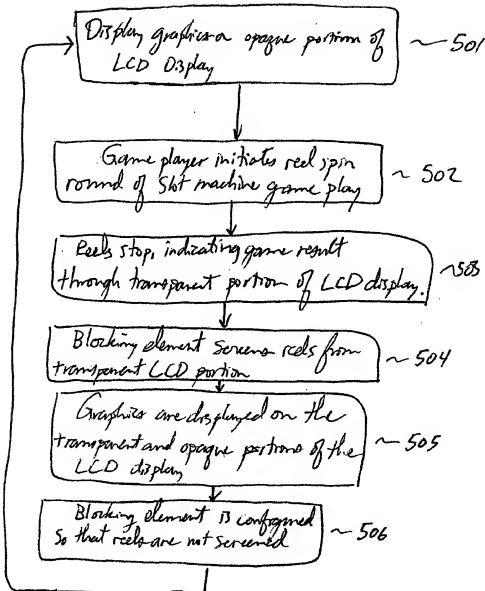 Display graphics on opaque portion of
LCD Display
~501
Game player initiates reel spin
round of slot machine game play
~502
Reels stop, indicating game result
through transparent portion of LCD display.
~503
Blocking element screens reels from
transparent LCD portion
~504
Graphics are displayed on the
transparent and opaque portions of the
LCD display
~505
Blocking element is configured
so that reels are not screened
~506